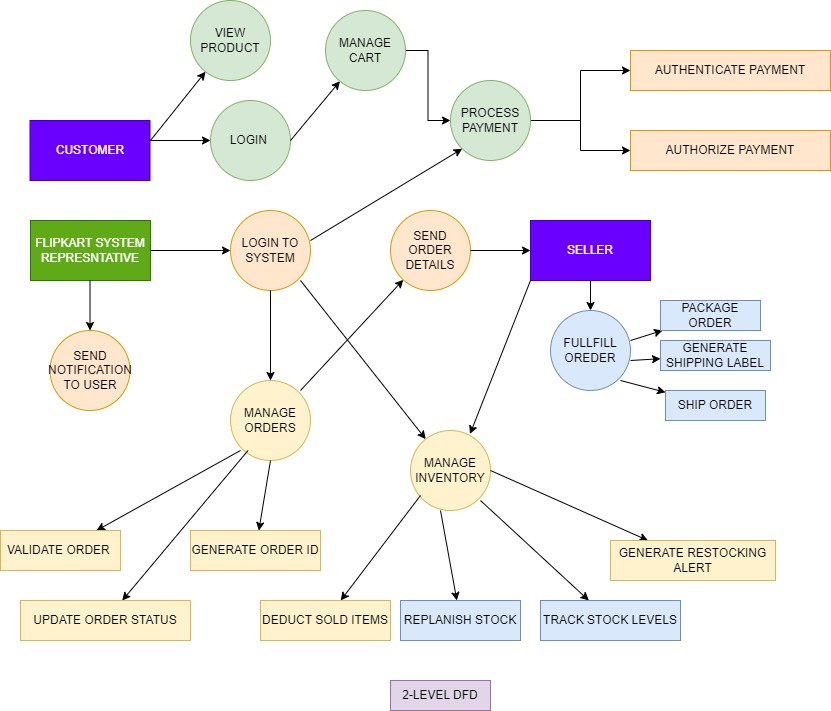 VIEW
PRODUCT
MANAGE
CART
AUTHENTICATE PAYMENT
PROCESS
PAYMENT
CUSTOMER
LOGIN
AUTHORIZE PAYMENT
FLIPKART SYSTEM
REPRESNTATIVE
LOGIN TO
SYSTEM
SEND
ORDER
DETAILS
SELLER
PACKAGE
ORDER
FULLFILL
OREDER
GENERATE
SHIPPING LABEL
SEND
NOTIFICATION
TO USER
SHIP ORDER
MANAGE
ORDERS
MANAGE
INVENTORY
VALIDATE ORDER
GENERATE ORDER ID
GENERATE RESTOCKING
ALERT
UPDATE ORDER STATUS
DEDUCT SOLD ITEMS
REPLANISH STOCK
TRACK STOCK LEVELS
2-LEVEL DFD